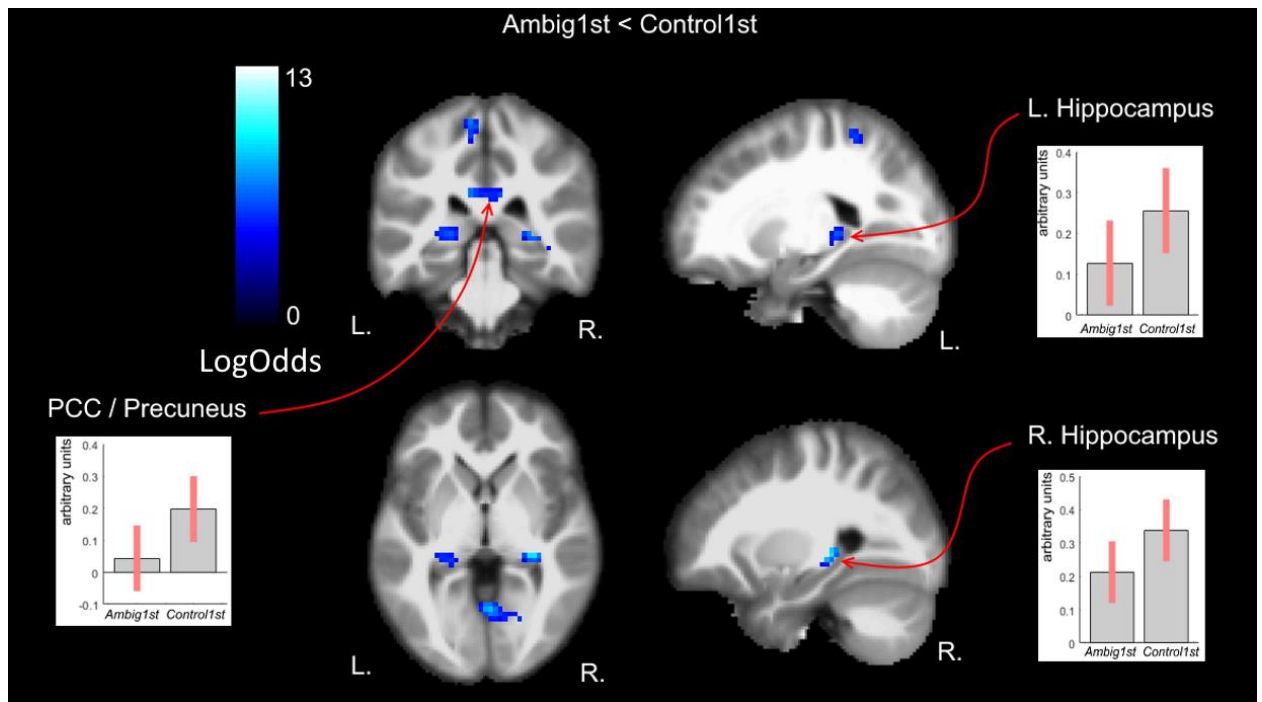 Ambig1st < Control1st
13
0
LogOdds
L.
R.
L.
L. Hippocampus
arbitrary units
0.4
0.3
0.2
0.1
0
Ambig1st Control1st
PCC / Precuneus
arbitrary units
0.4
0.3
0.2
0.1
0
-0.1
Ambig1st Control1st
L.
R.
R.
R. Hippocampus
arbitrary units
0.5
0.4
0.3
0.2
0.1
0
Ambig1st Control1st